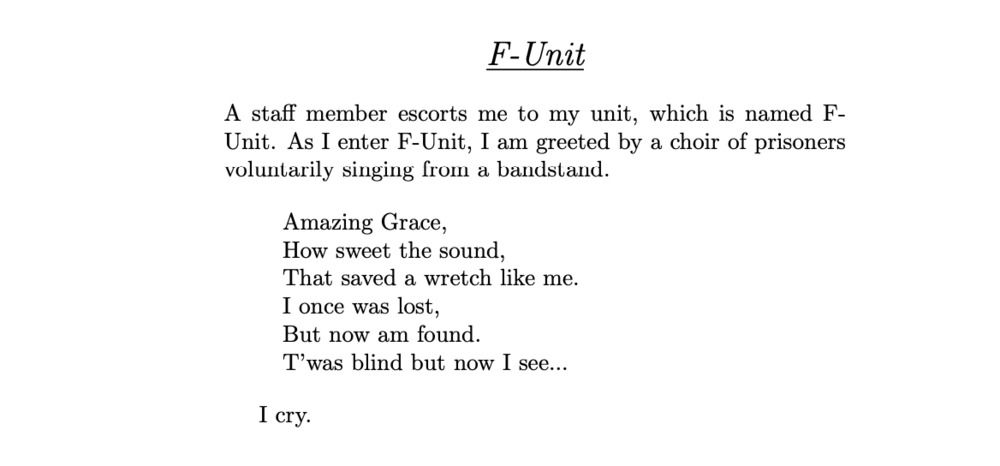 F-Unit
A staff member escorts me to my unit, which is named F-
Unit. As I enter F-Unit, I am greeted by a choir of prisoners
voluntarily singing from a bandstand.
Amazing Grace,
How sweet the sound,
That saved a wretch like me.
I once was lost,
But now am found.
T’was blind but now I see...
I cry.